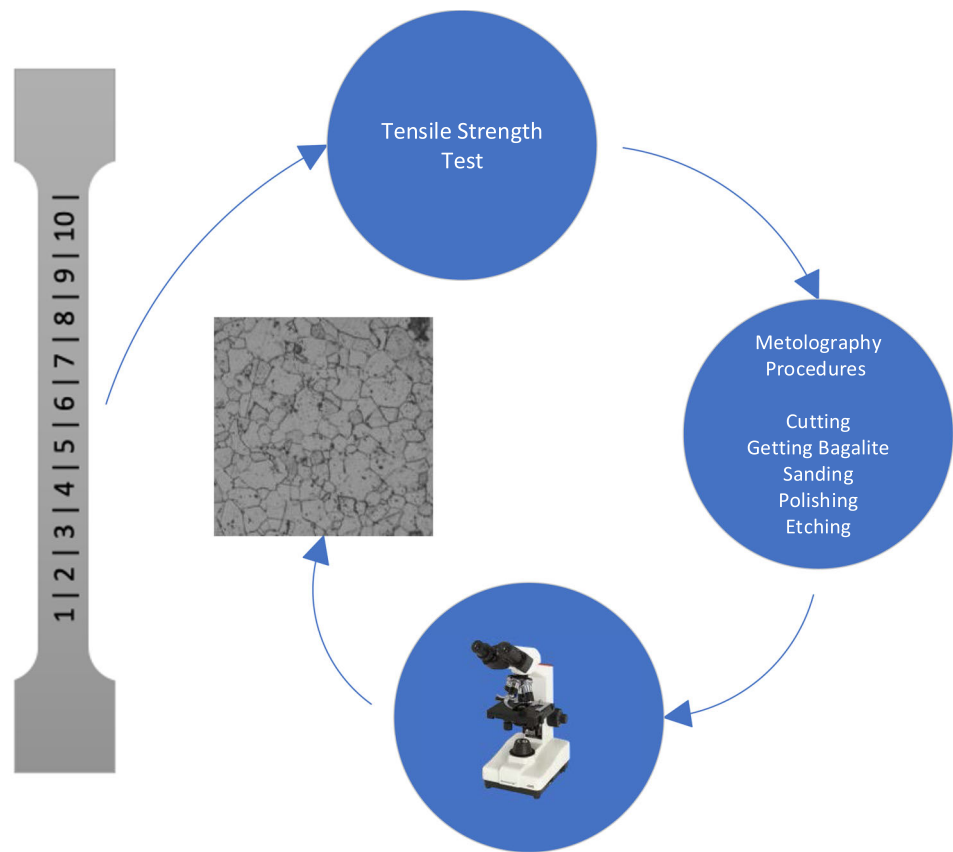 1 | 2 | 3 | 4 | 5 | 6 | 7 | 8 | 9 | 10 |
Tensile Strength
Test
Metolography
Procedures
Cutting
Getting Bagalite
Sanding
Polishing
Etching